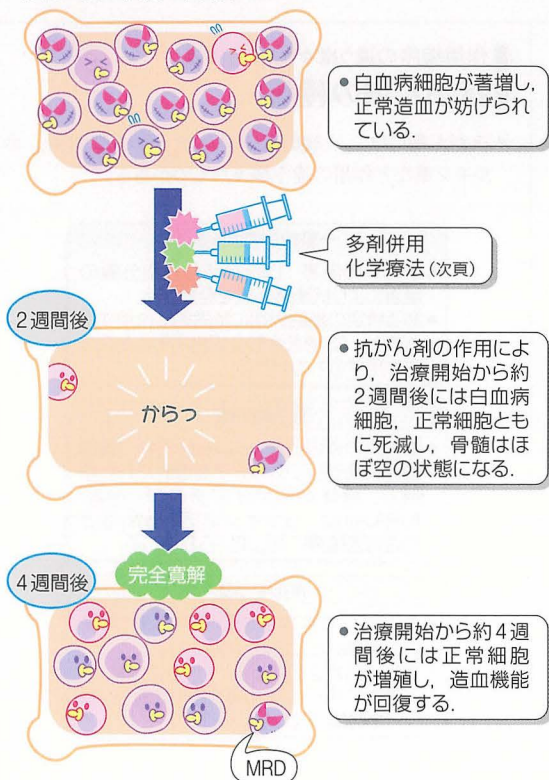 ●白血病細胞が著増し，
正常造血が妨げられ
ている．
多剤併用
化学療法(次頁)
2週間後
からっ
●抗がん剤の作用によ
り，治療開始から約
2週間後には白血病
細胞，正常細胞とも
に死滅し，骨髄はほ
ぼ空の状態になる．
完全寛解
4週間後
●治療開始から約4週
間後には正常細胞
が増殖し，造血機能
が回復する．
MRD